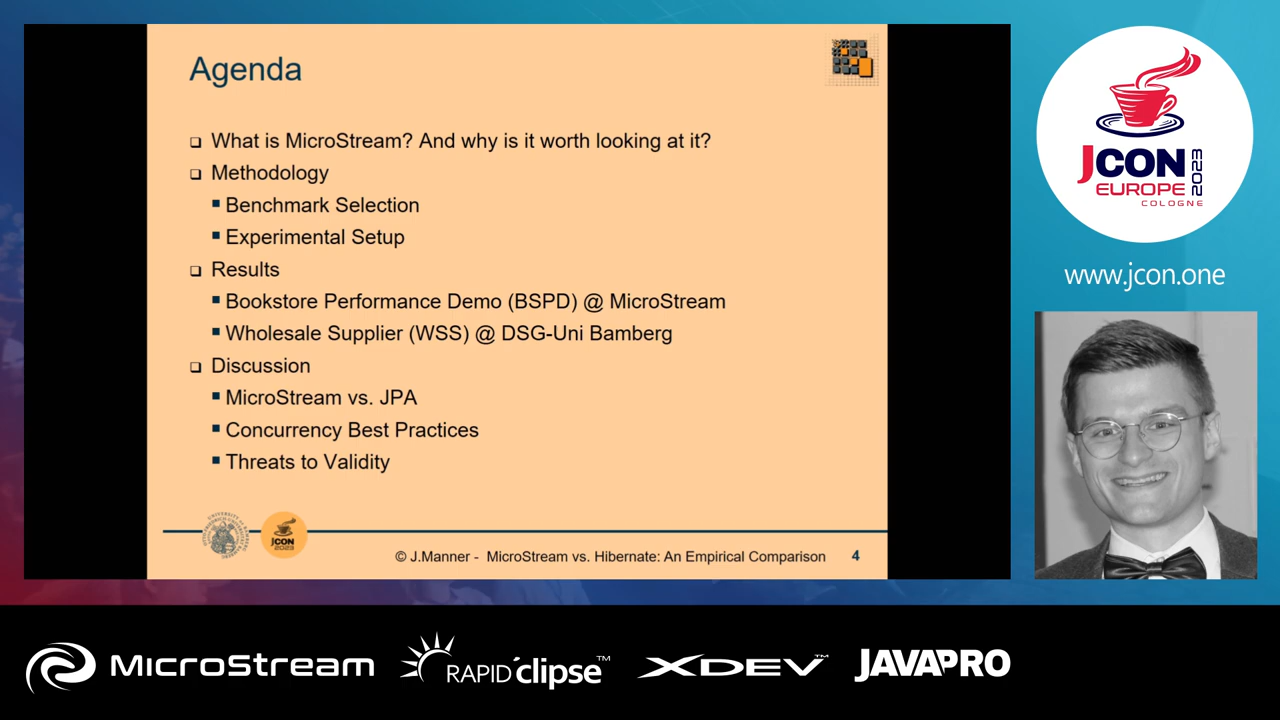 Agenda
What is MicroStream? And why is it worth looking at it?
Methodology
Benchmark Selection
Experimental Setup
Results
Bookstore Performance Demo (BSPD) @ MicroStream
Wholesale Supplier (WSS) @ DSG-Uni Bamberg
Discussion
MicroStream vs. JPA
Concurrency Best Practices
Threats to Validity
JCON
2023
© J.Manner - MicroStream vs. Hibernate: An Empirical Comparison 4
JCON 2023
EUROPE
COLOGNE
www.jcon.one
MicroStream
RAPIDclipse™
XDEV™
JAVAPRO